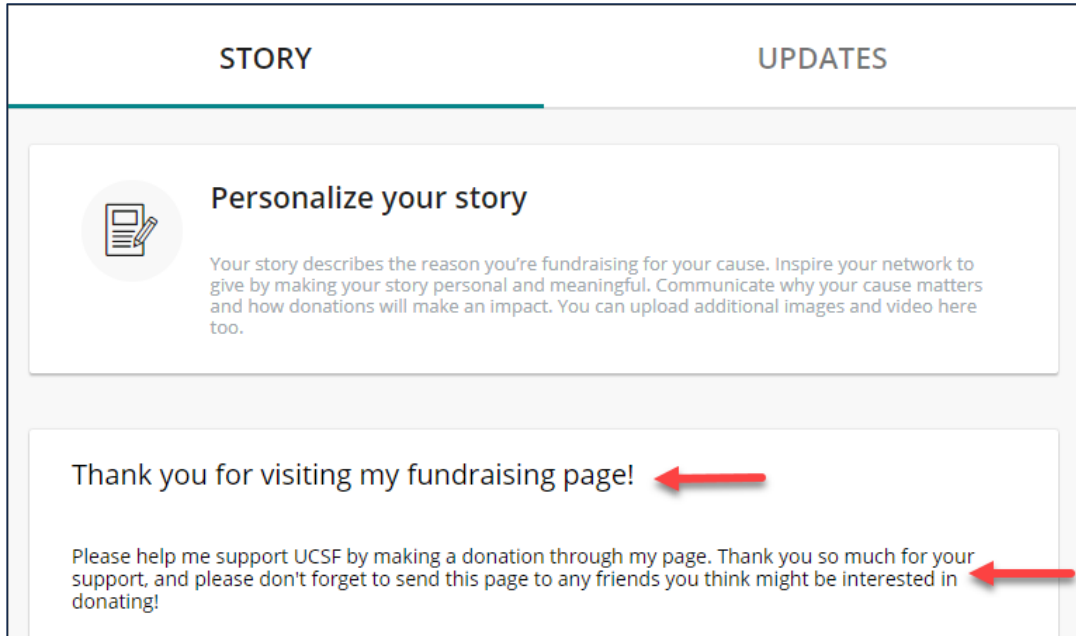 STORY
UPDATES
Personalize your story
Your story describes the reason you're fundraising for your cause. Inspire your network to
give by making your story personal and meaningful. Communicate why your cause matters
and how donations will make an impact. You can upload additional images and video here
too.
Thank you for visiting my fundraising page!
Please help me support UCSF by making a donation through my page. Thank you so much for your
support, and please don't forget to send this page to any friends you think might be interested in
donating!